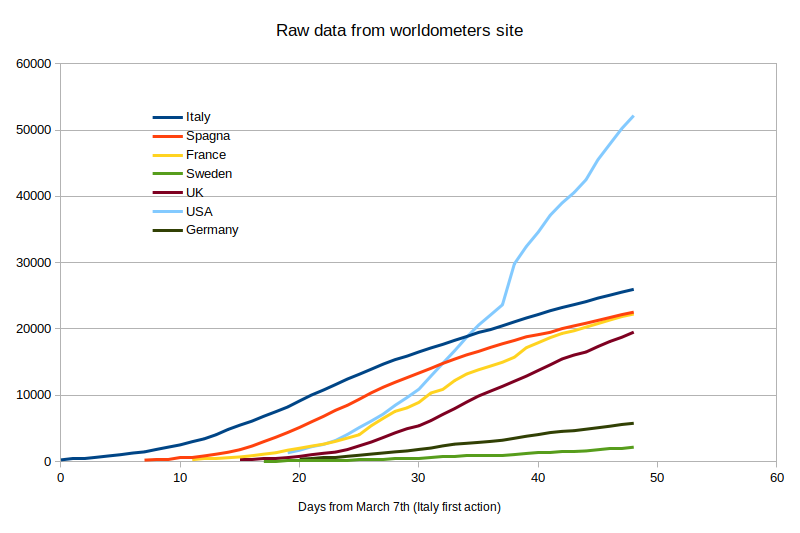 Raw data from worldometers site
60000
50000
40000
30000
20000
10000
0
Italy
Spagna
France
Sweden
UK
USA
Germany
0 10 20 30 40 50 60
Days from March 7th (Italy first action)